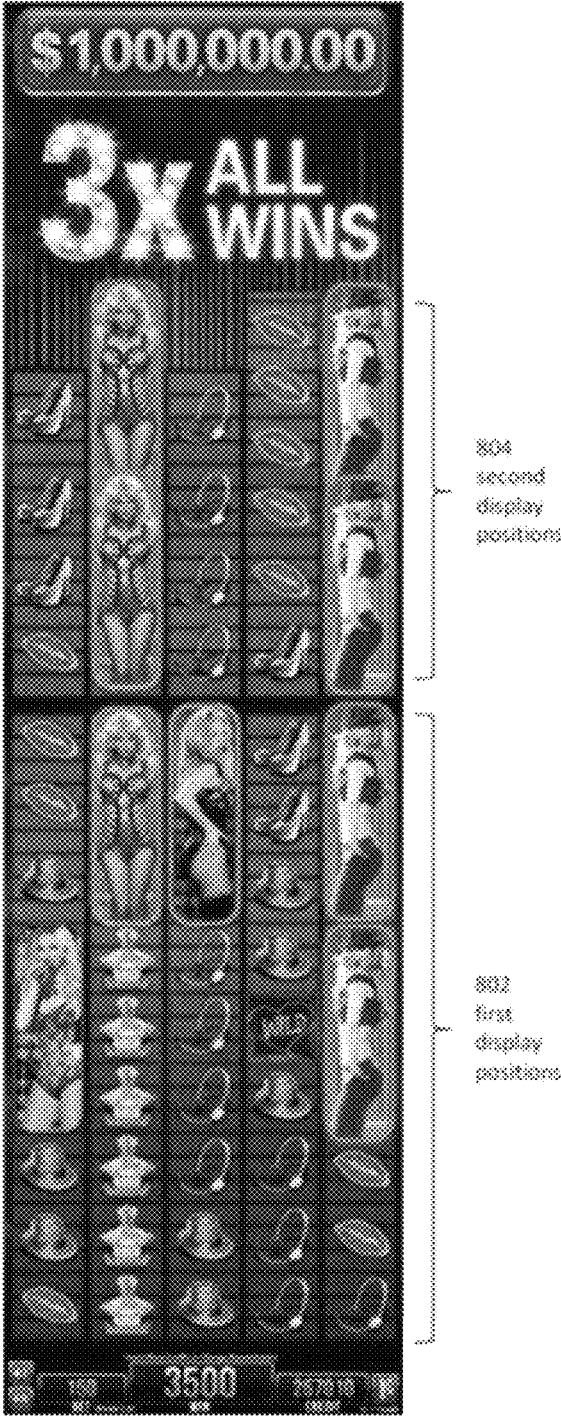 $1,000,000.00
3x ALL
WINS
804
second
display
positions
802
first
display
positions
3500